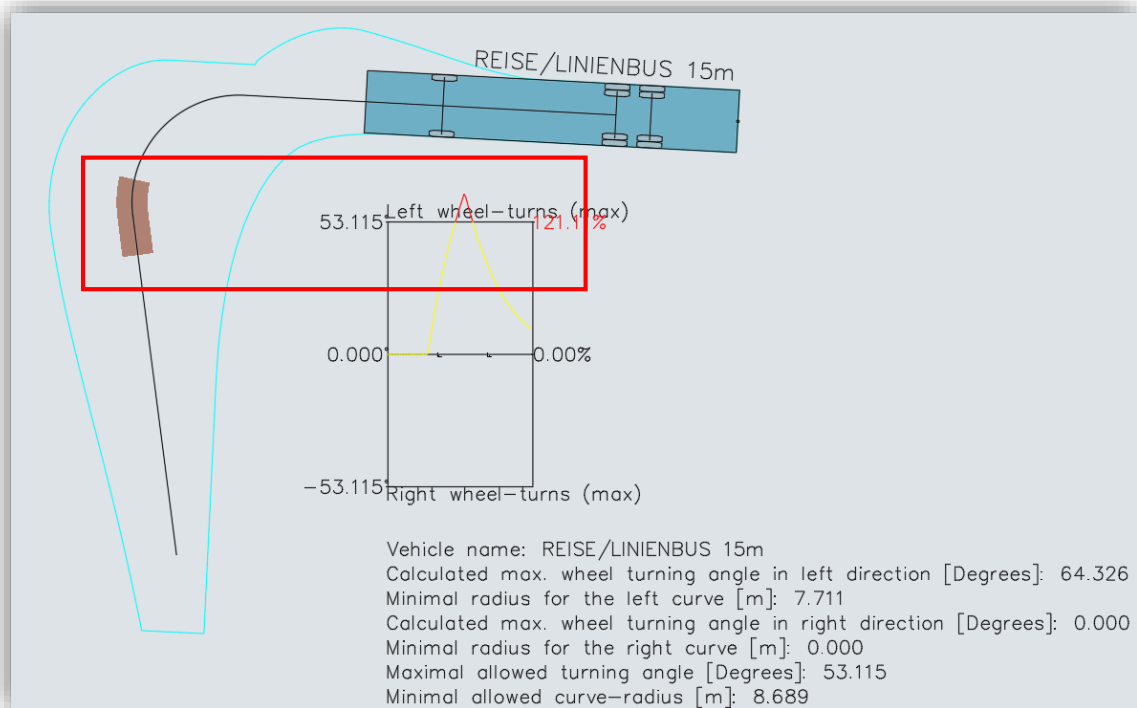 REISE/LINIENBUS 15m
Left wheel-turns (max)
53.115°
121.11%
0.000°
0.00%
-53.115°
Right wheel-turns (max)
Vehicle name: REISE/LINIENBUS 15m
Calculated max. wheel turning angle in left direction [Degrees]: 64.326
Minimal radius for the left curve [m]: 7.711
Calculated max. wheel turning angle in right direction [Degrees]: 0.000
Minimal radius for the right curve [m]: 0.000
Maximal allowed turning angle [Degrees]: 53.115
Minimal allowed curve-radius [m]: 8.689